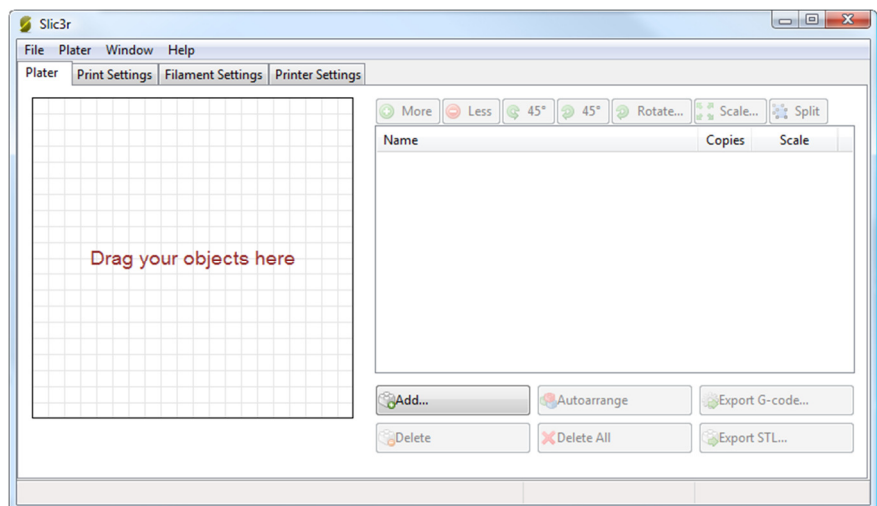 Slic3r
File Plater Window Help
Plater Print Settings Filament Settings Printer Settings
More Less 45° 45° Rotate... Scale... Split
Name Copies Scale
Drag your objects here
Add... Autoarrange Export G-code...
Delete Delete All Export STL...